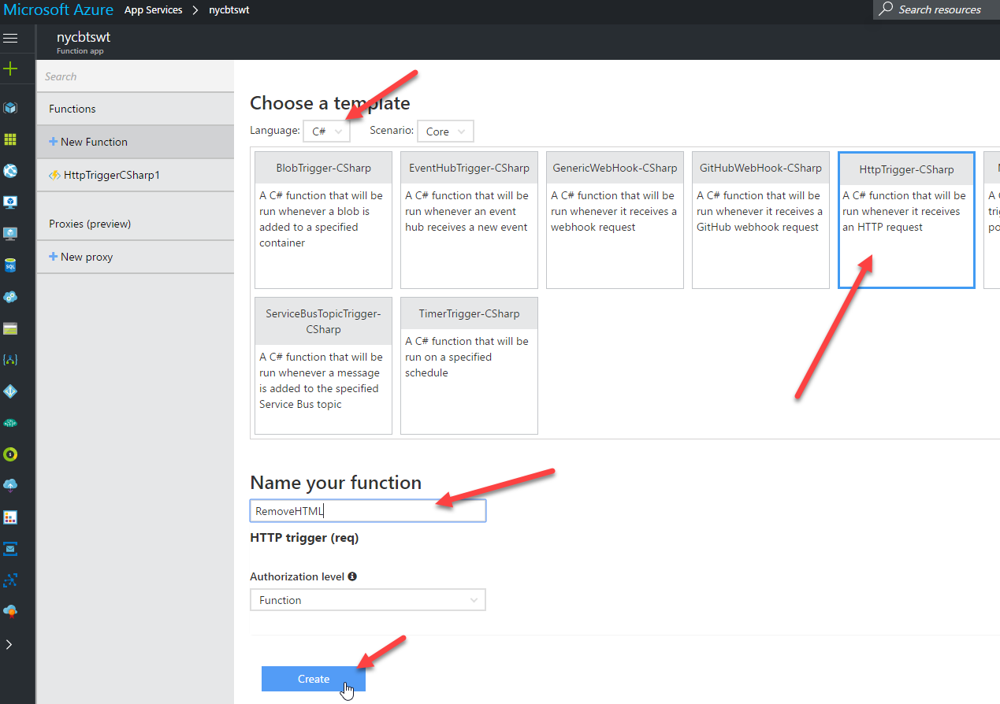 Microsoft Azure App Services > nycbtswt
Search resources
nycbtswt
Function app
Search
Functions
+ New Function
HttpTriggerCSharp1
Proxies (preview)
+ New proxy
Choose a template
Language: C# Scenario: Core
BlobTrigger-CSharp
A C# function that will be
run whenever a blob is
added to a specified
container
EventHubTrigger-CSharp
A C# function that will be
run whenever an event
hub receives a new event
GenericWebHook-CSharp
A C# function that will be
run whenever it receives a
webhook request
GitHubWebHook-CSharp
A C# function that will be
run whenever it receives a
GitHub webhook request
HttpTrigger-CSharp
A C# function that will be
run whenever it receives
an HTTP request
ServiceBusTopicTrigger-
CSharp
A C# function that will be
run whenever a message
is added to the specified
Service Bus topic
TimerTrigger-CSharp
A C# function that will be
run on a specified
schedule
Name your function
RemoveHTML
HTTP trigger (req)
Authorization level
Function
Create
SQL